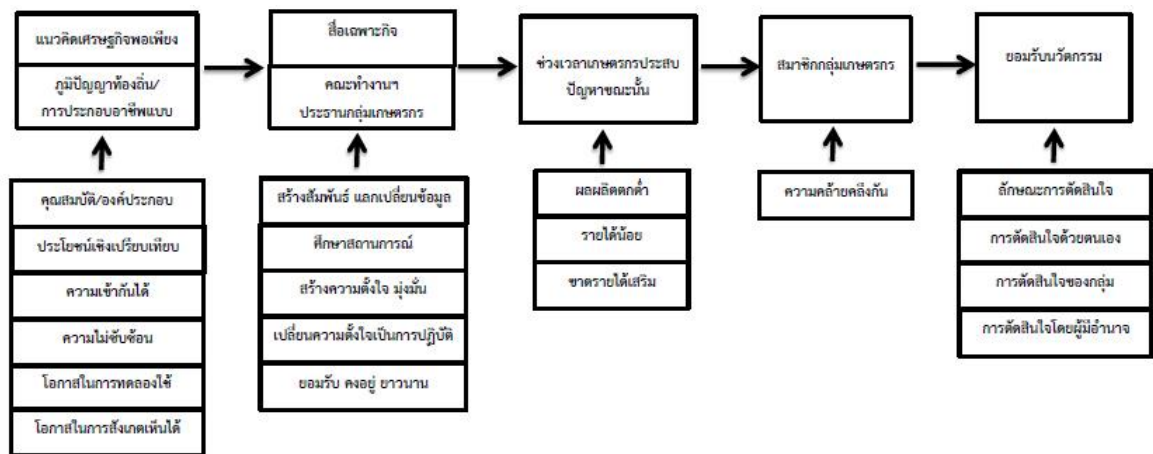 แนวคิดเศรษฐกิจพอเพียง
ภูมิปัญญาท้องถิ่น/
การประกอบอาชีพแบบ
สื่อเฉพาะกิจ
คณะทำงานฯ
ประธานกลุ่มเกษตรกร
ช่วงเวลาเกษตรกรประสบ
ปัญหาขณะนั้น
สมาชิกกลุ่มเกษตรกร
ยอมรับนวัตกรรม
คุณสมบัติ/องค์ประกอบ
ประโยชน์เชิงเปรียบเทียบ
ความเข้ากันได้
ความไม่ซับซ้อน
โอกาสในการทดลองใช้
โอกาสในการสังเกตเห็นได้
สร้างสัมพันธ์ แลกเปลี่ยนข้อมูล
ศึกษาสถานการณ์
สร้างความตั้งใจ มุ่งมั่น
เปลี่ยนความตั้งใจเป็นการปฏิบัติ
ยอมรับ คงอยู่ ยาวนาน
ผลผลิตตกต่ำ
รายได้น้อย
ขาดรายได้เสริม
ความคล้ายคลึงกัน
ลักษณะการตัดสินใจ
การตัดสินใจด้วยตนเอง
การตัดสินใจของกลุ่ม
การตัดสินใจโดยผู้มีอำนาจ